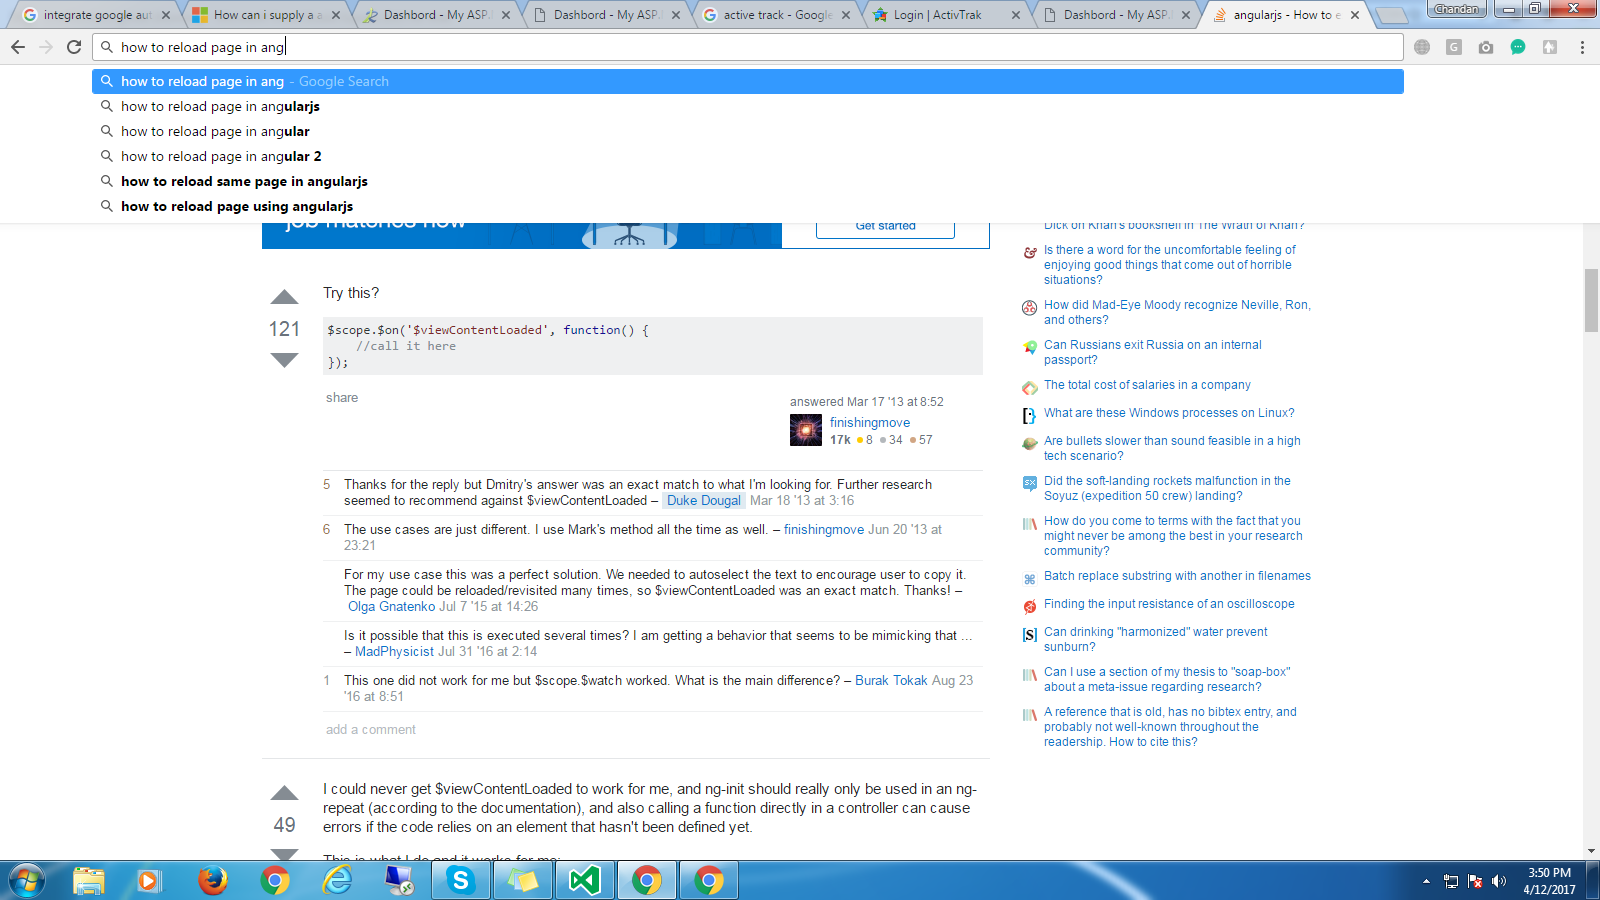 integrate google aut
How can i supply a a
Dashbord - My ASP.
Dashbord - My ASP.
active track - Google
Login | ActivTrak
Dashbord - My ASP.
angularjs - How to e
Chandan
how to reload page in ang
how to reload page in ang - Google Search
how to reload page in angularjs
how to reload page in angular
how to reload page in angular 2
how to reload same page in angularjs
how to reload page using angularjs
Get started
Try this?
121
$scope.$on('$viewContentLoaded', function() {
//call it here
});
share
answered Mar 17 '13 at 8:52
finishingmove
17k 8 34 57
5 Thanks for the reply but Dmitry's answer was an exact match to what I'm looking for. Further research
seemed to recommend against $viewContentLoaded – Duke Dougal Mar 18 '13 at 3:16
6 The use cases are just different. I use Mark's method all the time as well. – finishingmove Jun 20 '13 at
23:21
For my use case this was a perfect solution. We needed to autoselect the text to encourage user to copy it.
The page could be reloaded/revisited many times, so $viewContentLoaded was an exact match. Thanks! –
Olga Gnatenko Jul 7 '15 at 14:26
Is it possible that this is executed several times? I am getting a behavior that seems to be mimicking that ...
– MadPhysicist Jul 31 '16 at 2:14
1 This one did not work for me but $scope.$watch worked. What is the main difference? – Burak Tokak Aug 23
'16 at 8:51
add a comment
49
I could never get $viewContentLoaded to work for me, and ng-init should really only be used in an ng-
repeat (according to the documentation), and also calling a function directly in a controller can cause
errors if the code relies on an element that hasn't been defined yet.
This is what I do and it works for me:
Dick on Khan's bookshelf in The Wrath of Khan?
Is there a word for the uncomfortable feeling of
enjoying good things that come out of horrible
situations?
How did Mad-Eye Moody recognize Neville, Ron,
and others?
Can Russians exit Russia on an internal
passport?
The total cost of salaries in a company
What are these Windows processes on Linux?
Are bullets slower than sound feasible in a high
tech scenario?
Did the soft-landing rockets malfunction in the
Soyuz (expedition 50 crew) landing?
How do you come to terms with the fact that you
might never be among the best in your research
community?
Batch replace substring with another in filenames
Finding the input resistance of an oscilloscope
Can drinking "harmonized" water prevent
sunburn?
Can I use a section of my thesis to "soap-box"
about a meta-issue regarding research?
A reference that is old, has no bibtex entry, and
probably not well-known throughout the
readership. How to cite this?
3:50 PM
4/12/2017